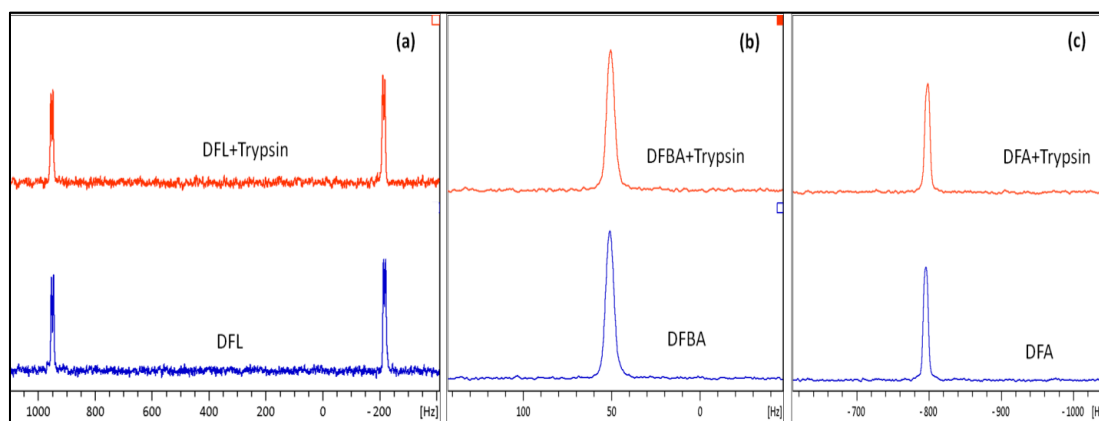 (a)
DFL+Trypsin
DFL
1000 800 600 400 200 0 -200 [Hz]
(b)
DFBA+Trypsin
DFBA
100 50 0 [Hz]
(c)
DFA+Trypsin
DFA
-700 -800 -900 -1000 [H